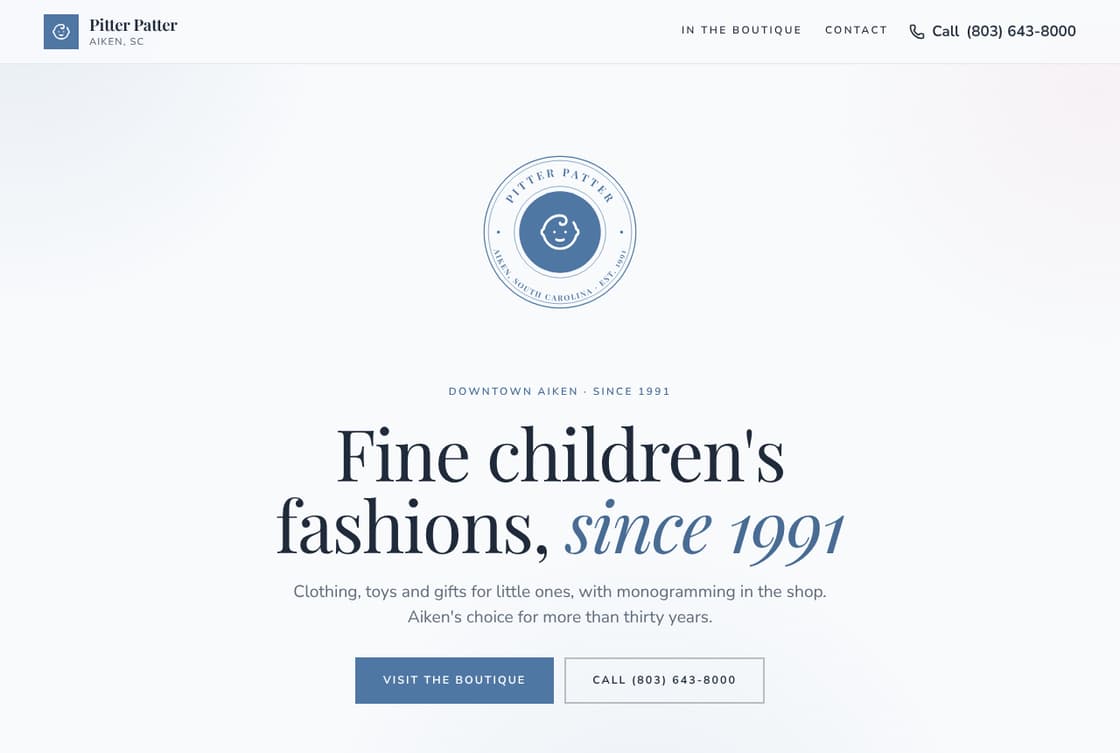 Pitter Patter
AIKEN, SC
IN THE BOUTIQUE
CONTACT
Call (803) 643-8000
PITTER PATTER
AIKEN, SOUTH CAROLINA · EST. 1991
DOWNTOWN AIKEN · SINCE 1991
Fine children's
fashions, since 1991
Clothing, toys and gifts for little ones, with monogramming in the shop.
Aiken's choice for more than thirty years.
VISIT THE BOUTIQUE
CALL (803) 643-8000